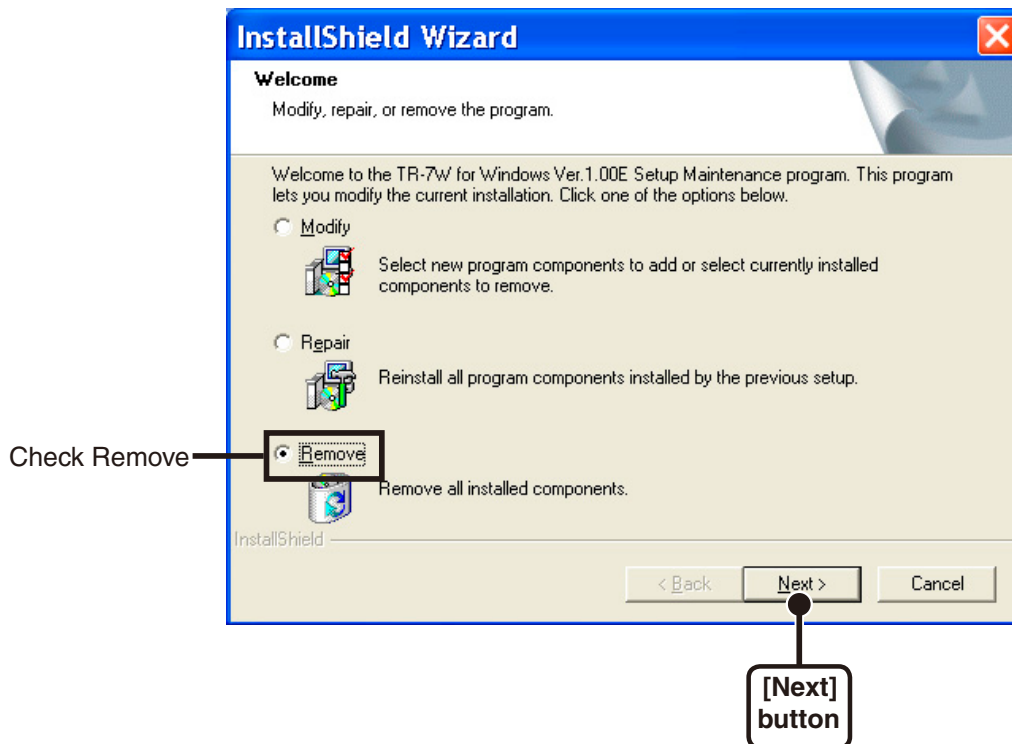 InstallShield Wizard
Welcome
Modify, repair, or remove the program.
Welcome to the TR-7W for Windows Ver.1.00E Setup Maintenance program. This program
lets you modify the current installation. Click one of the options below.
Modify
Select new program components to add or select currently installed
components to remove.
Repair
Reinstall all program components installed by the previous setup.
Check Remove
Remove
Remove all installed components.
InstallShield
< Back
Next >
Cancel
[Next]
button